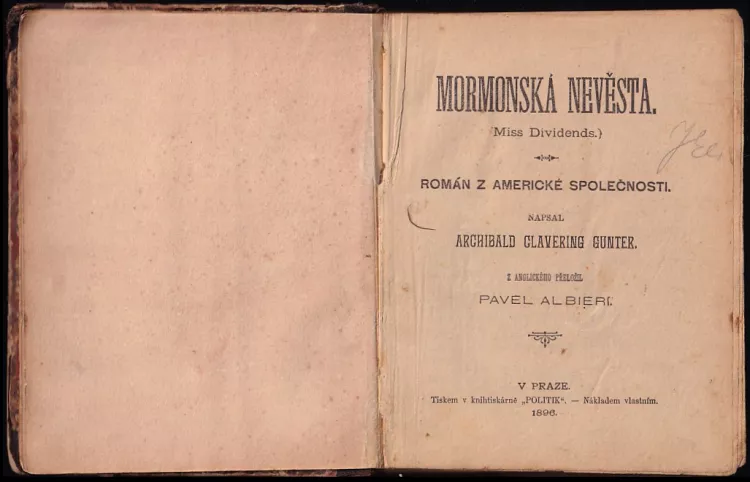 MORMONSKÁ NEVĚSTA.
(Miss Dividends.)
ROMÁN Z AMERICKÉ SPOLEČNOSTI.
NAPSAL
ARCHIBALD CLAVERING GUNTER.
Z ANGLICKÉHO PŘELOŽIL
PAVEL ALBIERI.
V PRAZE.
Tiskem v knihtiskárně „POLITIK“. — Nákladem vlastním.
1896.